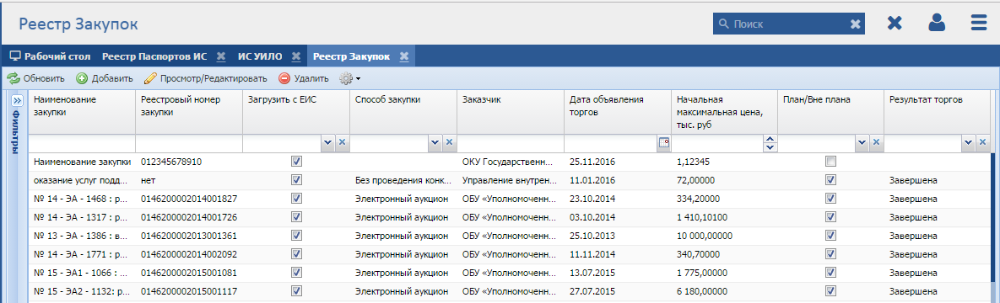 Реестр Закупок
Поиск
Рабочий стол Реестр Паспортов ИС ИС УИЛО Реестр Закупок
Обновить Добавить Просмотр/Редактировать Удалить
Фильтры
Наименование закупки Реестровый номер закупки Загрузить с ЕИС Способ закупки Заказчик Дата объявления торгов Начальная максимальная цена, тыс. руб План/Вне плана Результат торгов
Наименование закупки 012345678910 ОКУ Государственн... 25.11.2016 1,12345
оказание услуг подд... нет Без проведения конк... Управление внутрен... 11.01.2016 72,00000 Завершена
№ 14 - ЭА - 1468 : р... 0146200002014001827 Электронный аукцион ОБУ «Уполномоченн... 23.10.2014 334,20000 Завершена
№ 14 - ЭА - 1317 : р... 0146200002014001726 Электронный аукцион ОБУ «Уполномоченн... 03.10.2014 1 410,10100 Завершена
№ 13 - ЭА - 1386 : в... 0146200002013001361 Электронный аукцион ОБУ «Уполномоченн... 25.10.2013 10 000,00000 Завершена
№ 14 - ЭА - 1771 : р... 0146200002014002092 Электронный аукцион ОБУ «Уполномоченн... 11.11.2014 340,70000 Завершена
№ 15 - ЭА1 - 1066 : ... 0146200002015001081 Электронный аукцион ОБУ «Уполномоченн... 13.07.2015 1 775,00000 Завершена
№ 15 - ЭА2 - 1132: р... 0146200002015001117 Электронный аукцион ОБУ «Уполномоченн... 27.07.2015 6 180,00000 Завершена